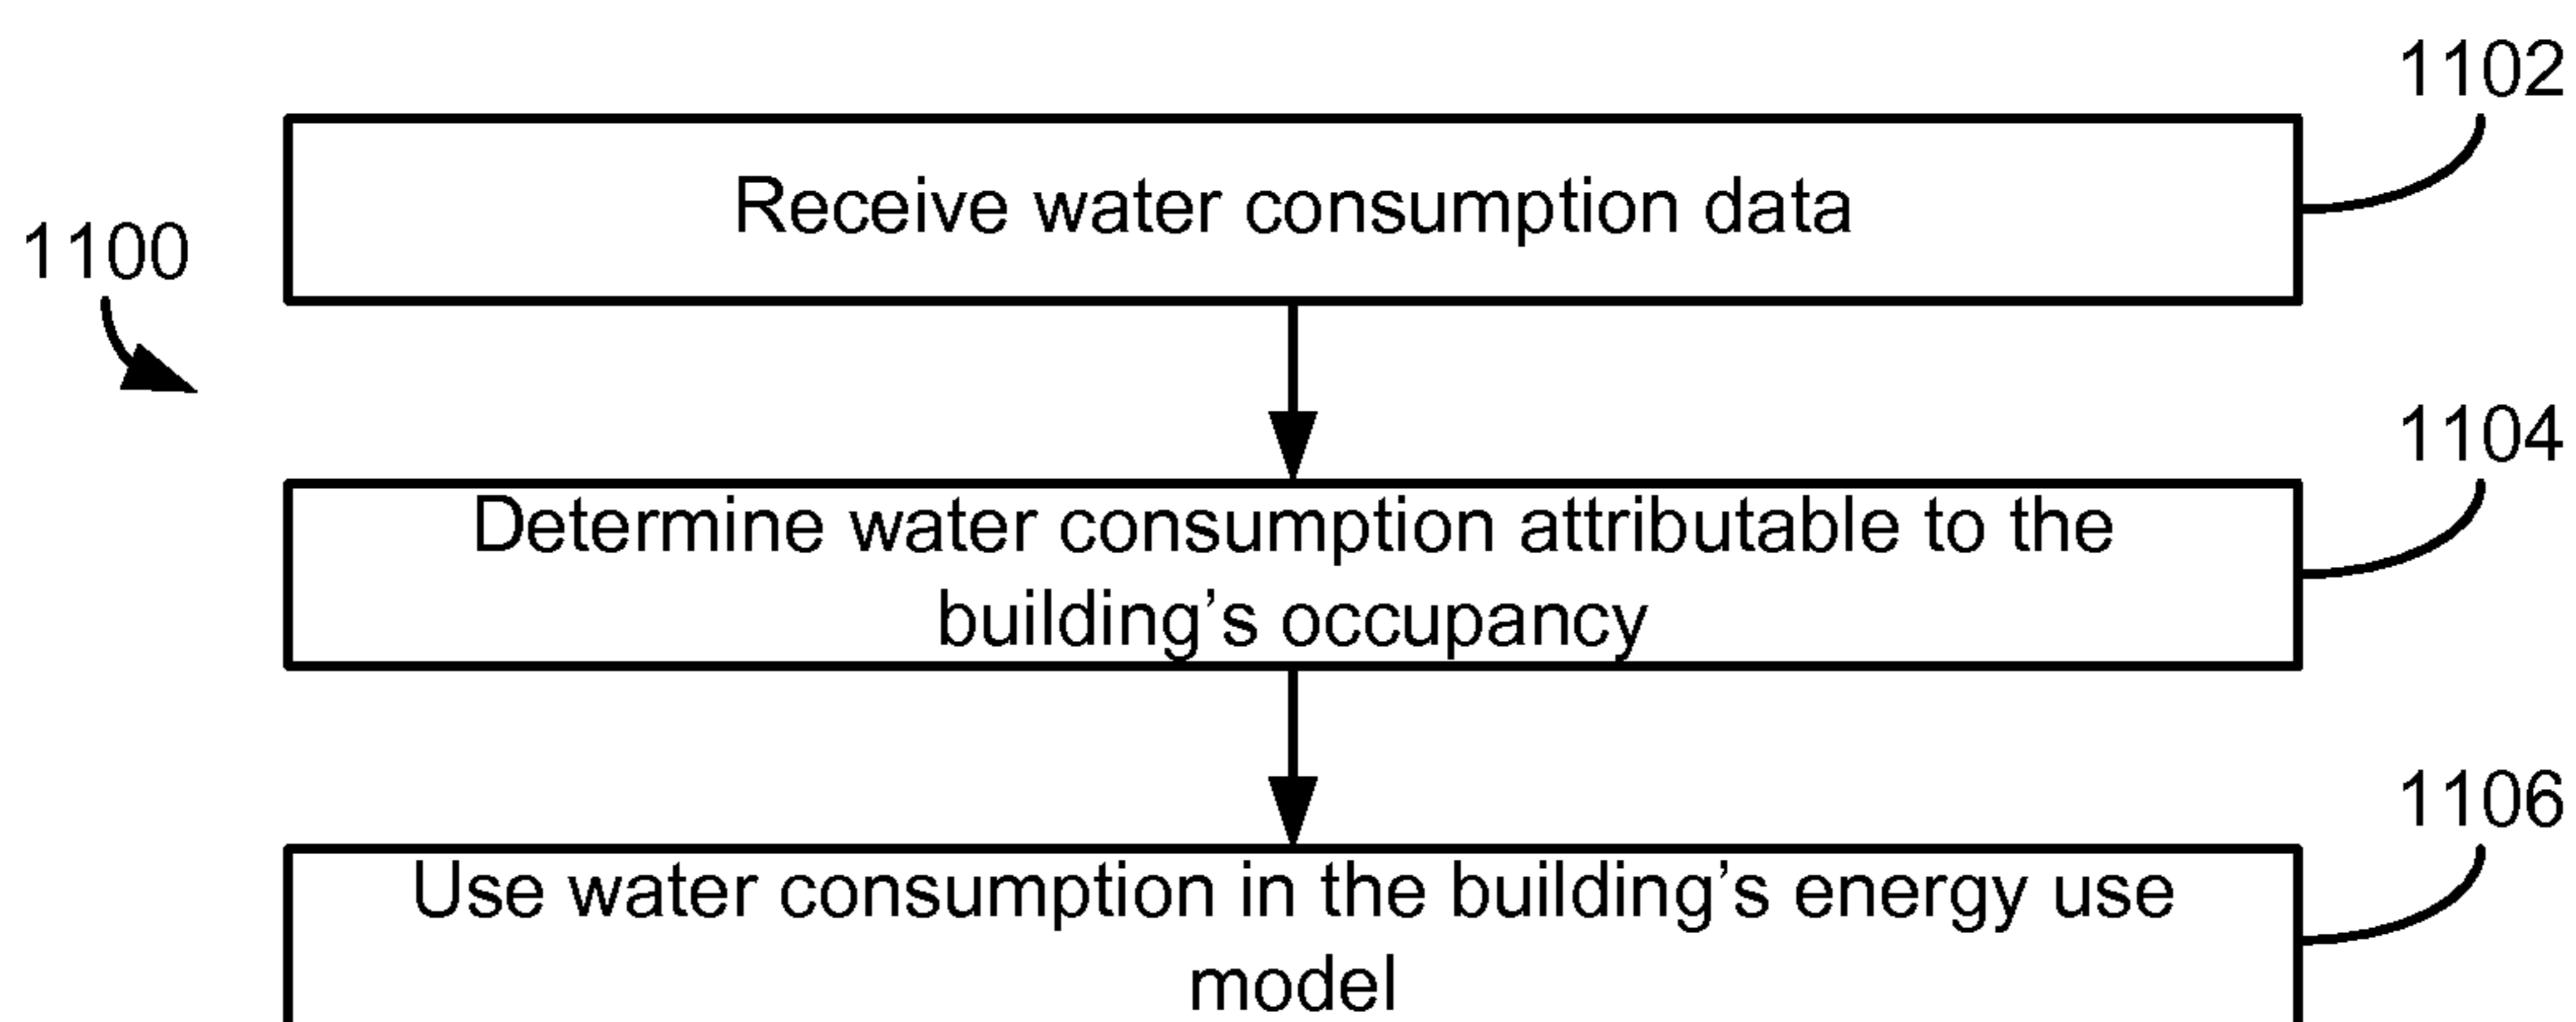 1102
Receive water consumption data
1100
1104
Determine water consumption attributable to the
building’s occupancy
1106
Use water consumption in the building’s energy use
model